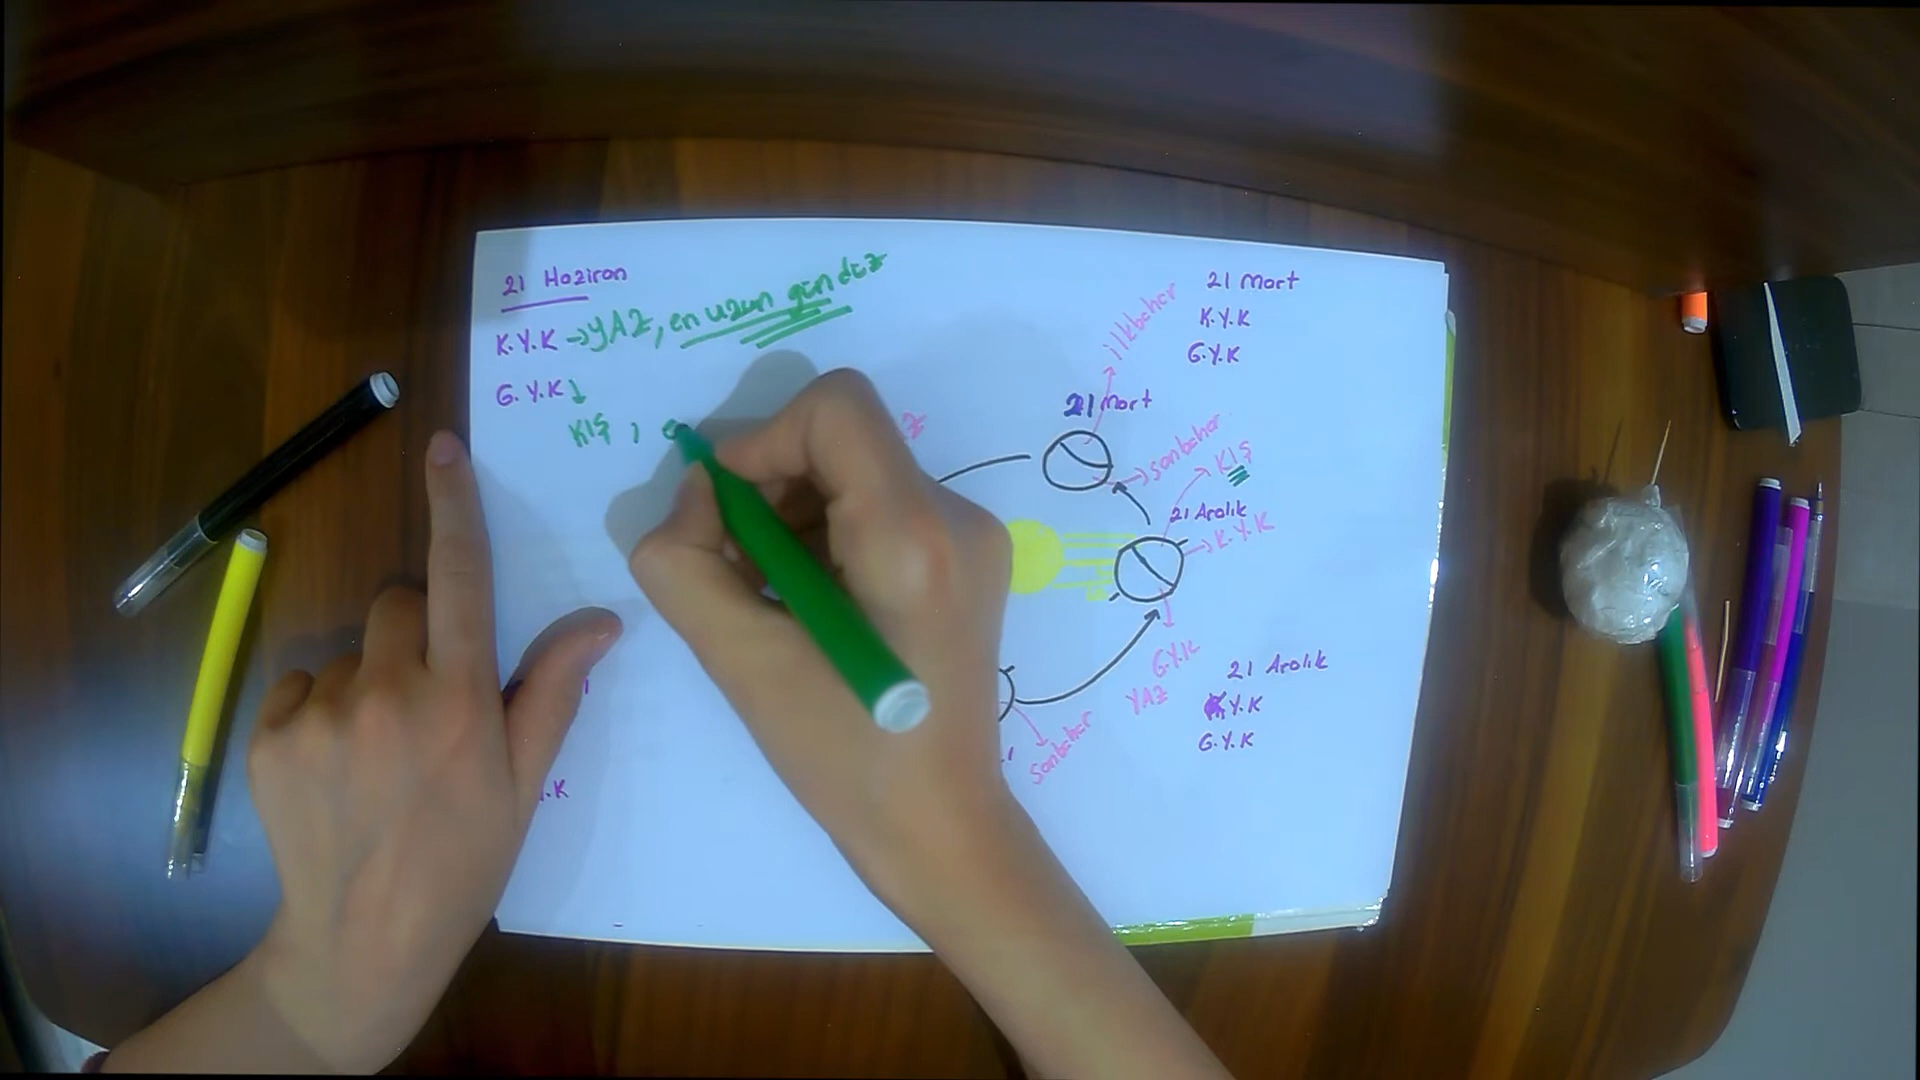 21 Haziran
K.Y.K → YAZ, en uzun gündüz
G.Y.K ↓
KIŞ ,
21 Mart
K.Y.K
G.Y.K
ilkbahar
21 Mart
sonbahar
KIŞ
21 Aralık
K.Y.K
G.Y.K
YAZ
Sonbahar
21 Aralık
Y.K
G.Y.K